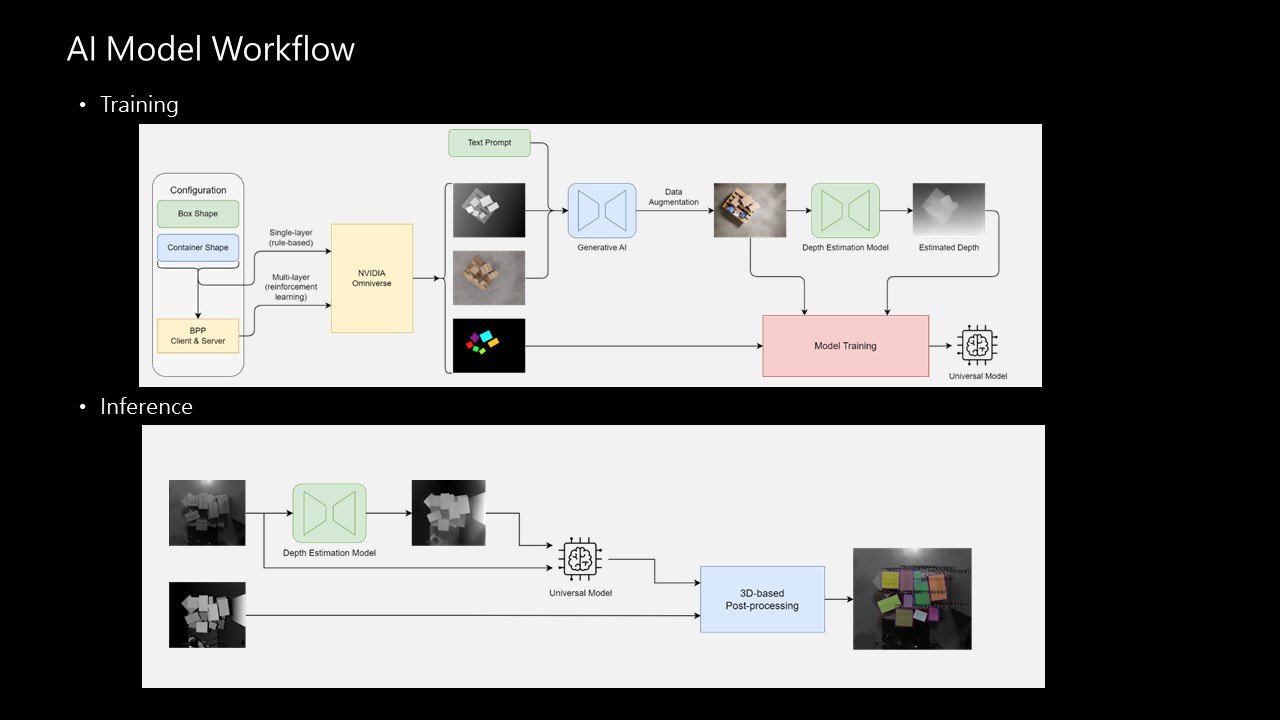 AI Model Workflow
• Training
Text Prompt
Configuration
Box Shape
Container Shape
BPP
Client & Server
Single-layer
(rule-based)
Multi-layer
(reinforcement
learning)
NVIDIA
Omniverse
Generative AI
Data
Augmentation
Depth Estimation Model
Estimated Depth
Model Training
Universal Model
• Inference
Depth Estimation Model
Universal Model
3D-based
Post-processing